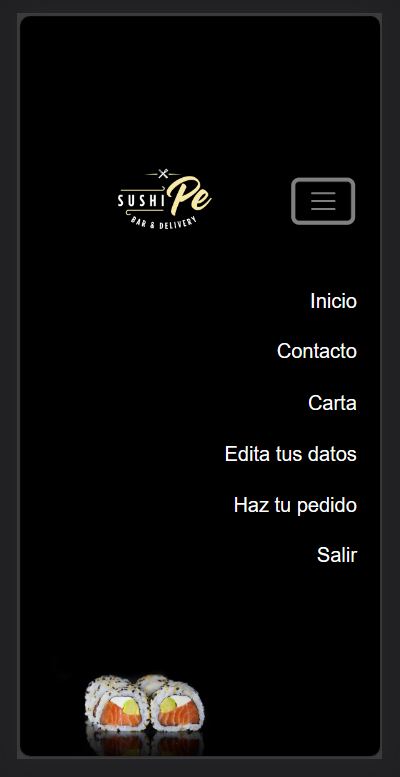 SUSHI Pe
BAR & DELIVERY
Inicio
Contacto
Carta
Edita tus datos
Haz tu pedido
Salir